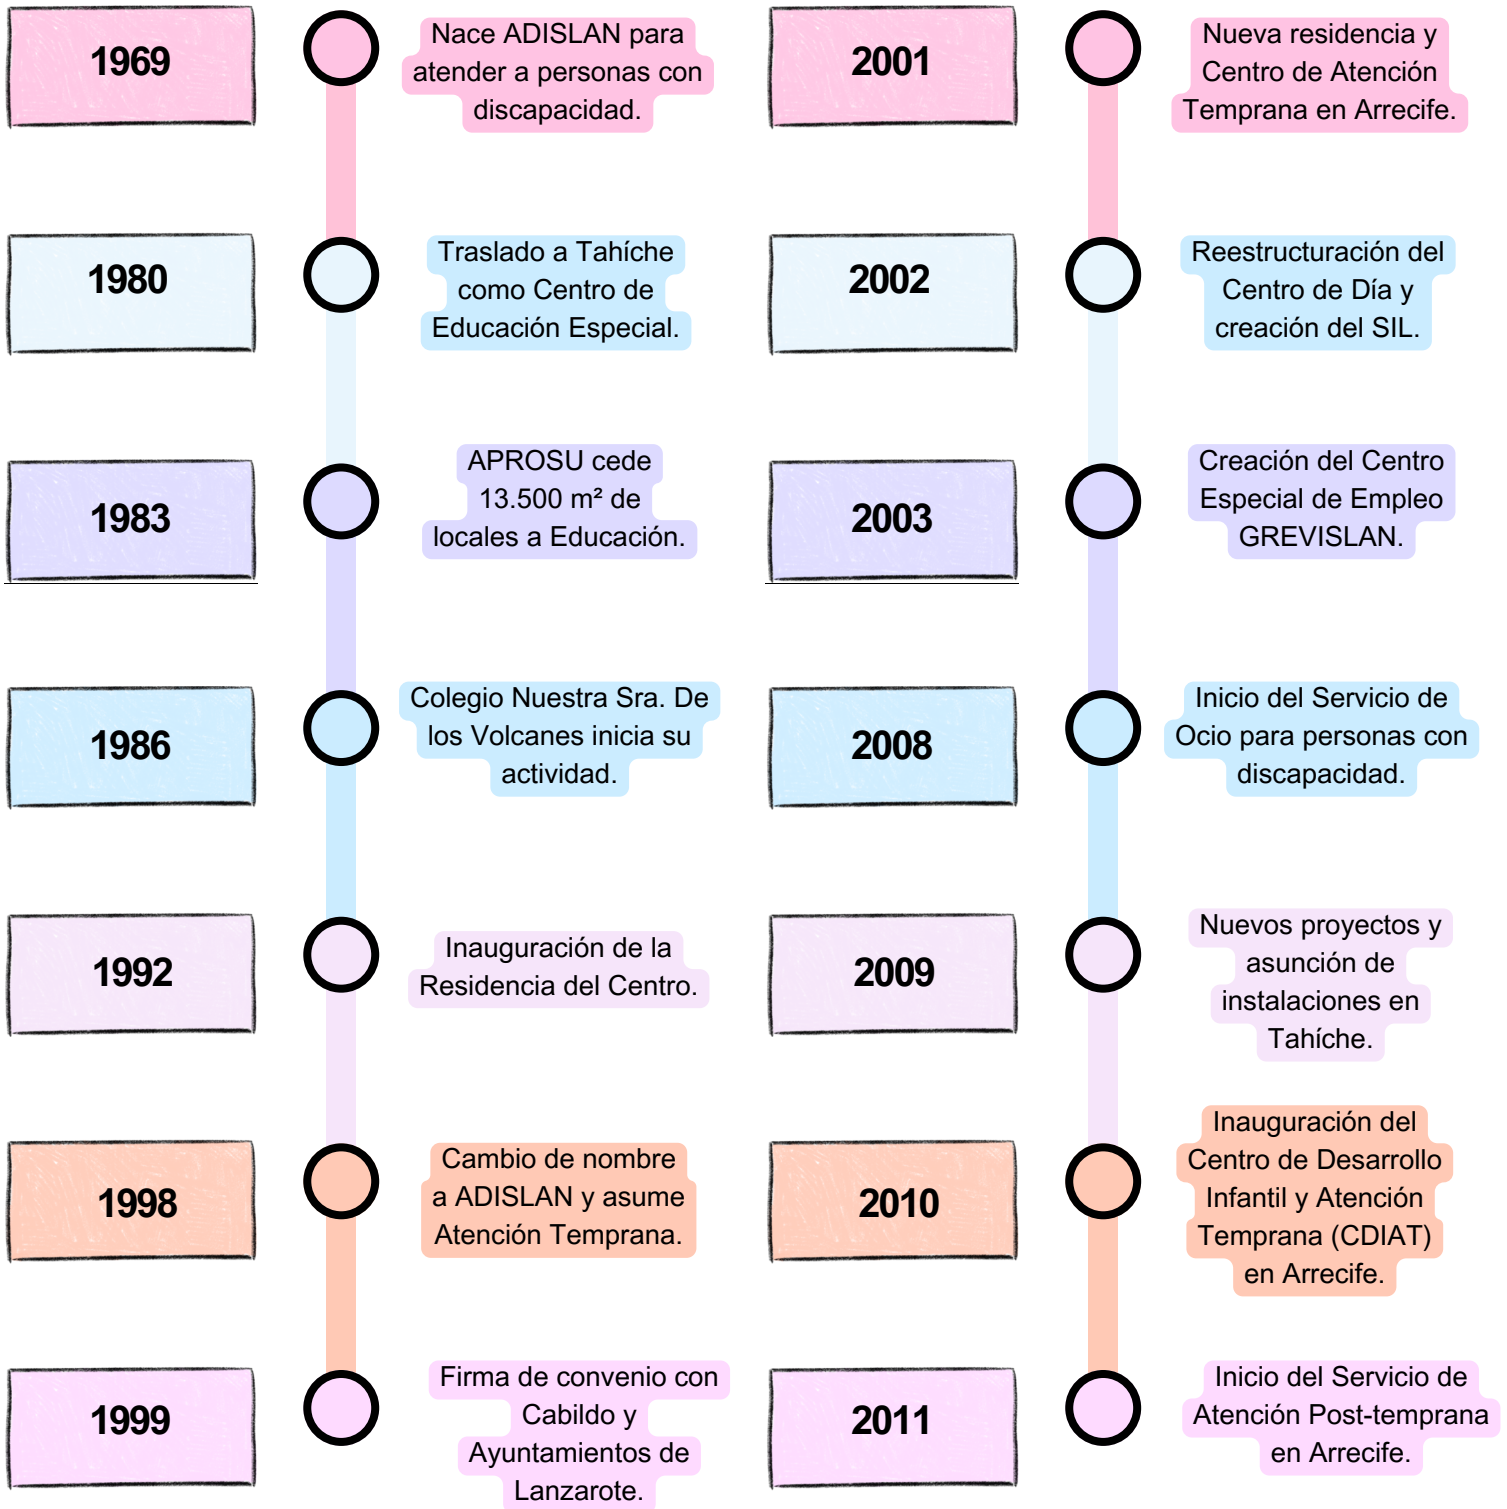 1969
Nace ADISLAN para
atender a personas con
discapacidad.
1980
Traslado a Tahíche
como Centro de
Educación Especial.
1983
APROSU cede
13.500 m² de
locales a Educación.
1986
Colegio Nuestra Sra. De
los Volcanes inicia su
actividad.
1992
Inauguración de la
Residencia del Centro.
1998
Cambio de nombre
a ADISLAN y asume
Atención Temprana.
1999
Firma de convenio con
Cabildo y
Ayuntamientos de
Lanzarote.
2001
Nueva residencia y
Centro de Atención
Temprana en Arrecife.
2002
Reestructuración del
Centro de Día y
creación del SIL.
2003
Creación del Centro
Especial de Empleo
GREVISLAN.
2008
Inicio del Servicio de
Ocio para personas con
discapacidad.
2009
Nuevos proyectos y
asunción de
instalaciones en
Tahíche.
2010
Inauguración del
Centro de Desarrollo
Infantil y Atención
Temprana (CDIAT)
en Arrecife.
2011
Inicio del Servicio de
Atención Post-temprana
en Arrecife.